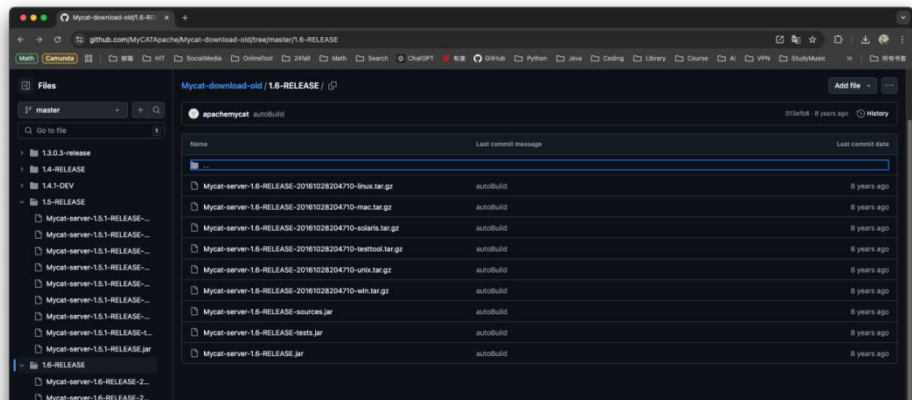 Mycat-download-old/1.6-REL
github.com/MyCATApache/Mycat-download-old/tree/master/1.6-RELEASE
Math Camunda 邮箱 HIT SocialMedia OnlineTool 24fall Math Search ChatGPT 有道 GitHub Python Java Coding Library Course AI VPN StudyMusic » 所有书签
Files
Mycat-download-old / 1.6-RELEASE /
Add file
master
apachemycat autoBuild
013efb8 · 8 years ago History
Go to file
Name Last commit message Last commit date
1.3.0.3-release
..
1.4-RELEASE
Mycat-server-1.6-RELEASE-20161028204710-linux.tar.gz autoBuild 8 years ago
1.4.1-DEV
1.5-RELEASE
Mycat-server-1.6-RELEASE-20161028204710-mac.tar.gz autoBuild 8 years ago
Mycat-server-1.5.1-RELEASE-...
Mycat-server-1.6-RELEASE-20161028204710-solaris.tar.gz autoBuild 8 years ago
Mycat-server-1.5.1-RELEASE-...
Mycat-server-1.6-RELEASE-20161028204710-testtool.tar.gz autoBuild 8 years ago
Mycat-server-1.5.1-RELEASE-...
Mycat-server-1.6-RELEASE-20161028204710-unix.tar.gz autoBuild 8 years ago
Mycat-server-1.5.1-RELEASE-...
Mycat-server-1.6-RELEASE-20161028204710-win.tar.gz autoBuild 8 years ago
Mycat-server-1.5.1-RELEASE-...
Mycat-server-1.6-RELEASE-sources.jar autoBuild 8 years ago
Mycat-server-1.5.1-RELEASE-...
Mycat-server-1.6-RELEASE-tests.jar autoBuild 8 years ago
Mycat-server-1.5.1-RELEASE-t...
Mycat-server-1.5.1-RELEASE.jar
Mycat-server-1.6-RELEASE.jar autoBuild 8 years ago
1.6-RELEASE
Mycat-server-1.6-RELEASE-2...
Mycat-server-1.6-RELEASE-2...